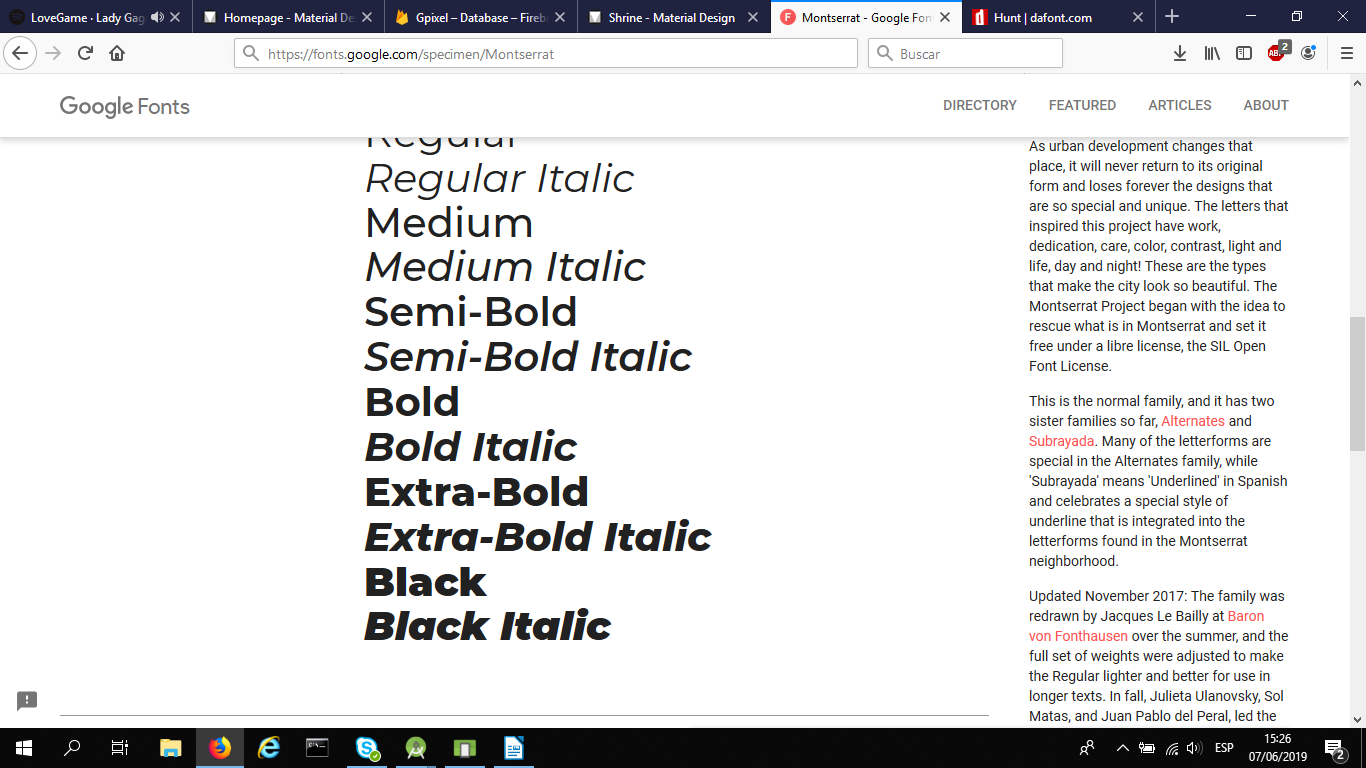 LoveGame · Lady Gag
Homepage - Material De
Gpixel – Database – Fireb
Shrine - Material Design
Montserrat - Google Fon
Hunt | dafont.com
https://fonts.google.com/specimen/Montserrat
Buscar
ABP
2
Google Fonts
DIRECTORY
FEATURED
ARTICLES
ABOUT
Regular
Regular Italic
Medium
Medium Italic
Semi-Bold
Semi-Bold Italic
Bold
Bold Italic
Extra-Bold
Extra-Bold Italic
Black
Black Italic
As urban development changes that
place, it will never return to its original
form and loses forever the designs that
are so special and unique. The letters that
inspired this project have work,
dedication, care, color, contrast, light and
life, day and night! These are the types
that make the city look so beautiful. The
Montserrat Project began with the idea to
rescue what is in Montserrat and set it
free under a libre license, the SIL Open
Font License.
This is the normal family, and it has two
sister families so far, Alternates and
Subrayada. Many of the letterforms are
special in the Alternates family, while
'Subrayada' means 'Underlined' in Spanish
and celebrates a special style of
underline that is integrated into the
letterforms found in the Montserrat
neighborhood.
Updated November 2017: The family was
redrawn by Jacques Le Bailly at Baron
von Fonthausen over the summer, and the
full set of weights were adjusted to make
the Regular lighter and better for use in
longer texts. In fall, Julieta Ulanovsky, Sol
Matas, and Juan Pablo del Peral, led the
ESP
15:26
07/06/2019
2